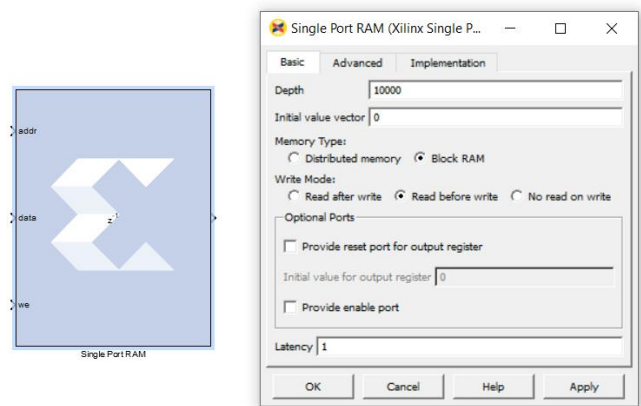 addr
data
z-1
we
Single Port RAM
Single Port RAM (Xilinx Single P...
Basic Advanced Implementation
Depth 10000
Initial value vector 0
Memory Type:
Distributed memory Block RAM
Write Mode:
Read after write Read before write No read on write
Optional Ports
Provide reset port for output register
Initial value for output register 0
Provide enable port
Latency 1
OK Cancel Help Apply